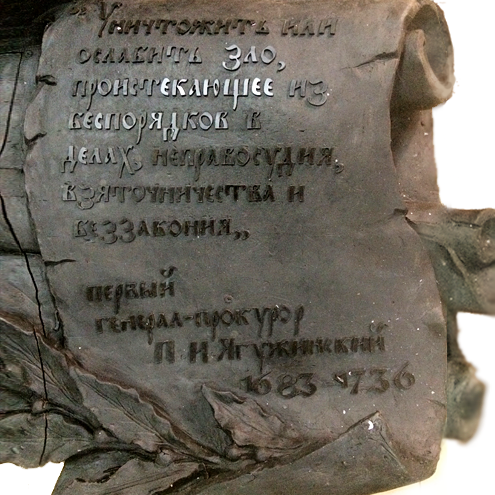 „Уничтожить или
ослабить зло,
проистекающее из
беспорядков в
делах неправосудия,
взяточничества и
беззакония„
первый
генерал-прокурор
П И Ягужинский
1683-1736